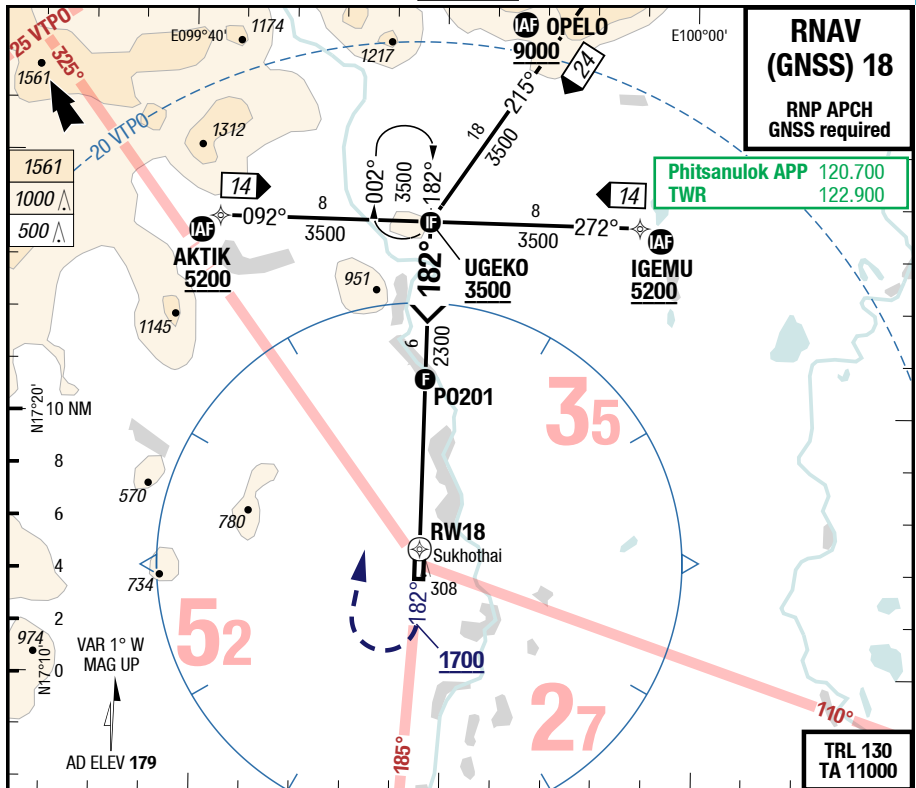 RNAV
(GNSS) 18
RNP APCH
GNSS required
Phitsanulok APP 120.700
TWR 122.900
25 VTPO
325°
E099°40'
1174
1217
IAF OPELO
9000
24
E100°00'
1561
20 VTPO
1312
215°
18
3500
1561
1000
500
14
002°
3500
182°
14
IAF
092°
8
3500
IF
8
3500
272°
IAF
AKTIK
5200
182°
UGEKO
3500
IGEMU
5200
951
1145
6
2300
F
PO201
N17°20'
10 NM
35
8
570
6
780
RW18
Sukhothai
4
734
308
182°
52
2
974
VAR 1° W
MAG UP
1700
N17°10'
0
27
110°
185°
AD ELEV 179
TRL 130
TA 11000